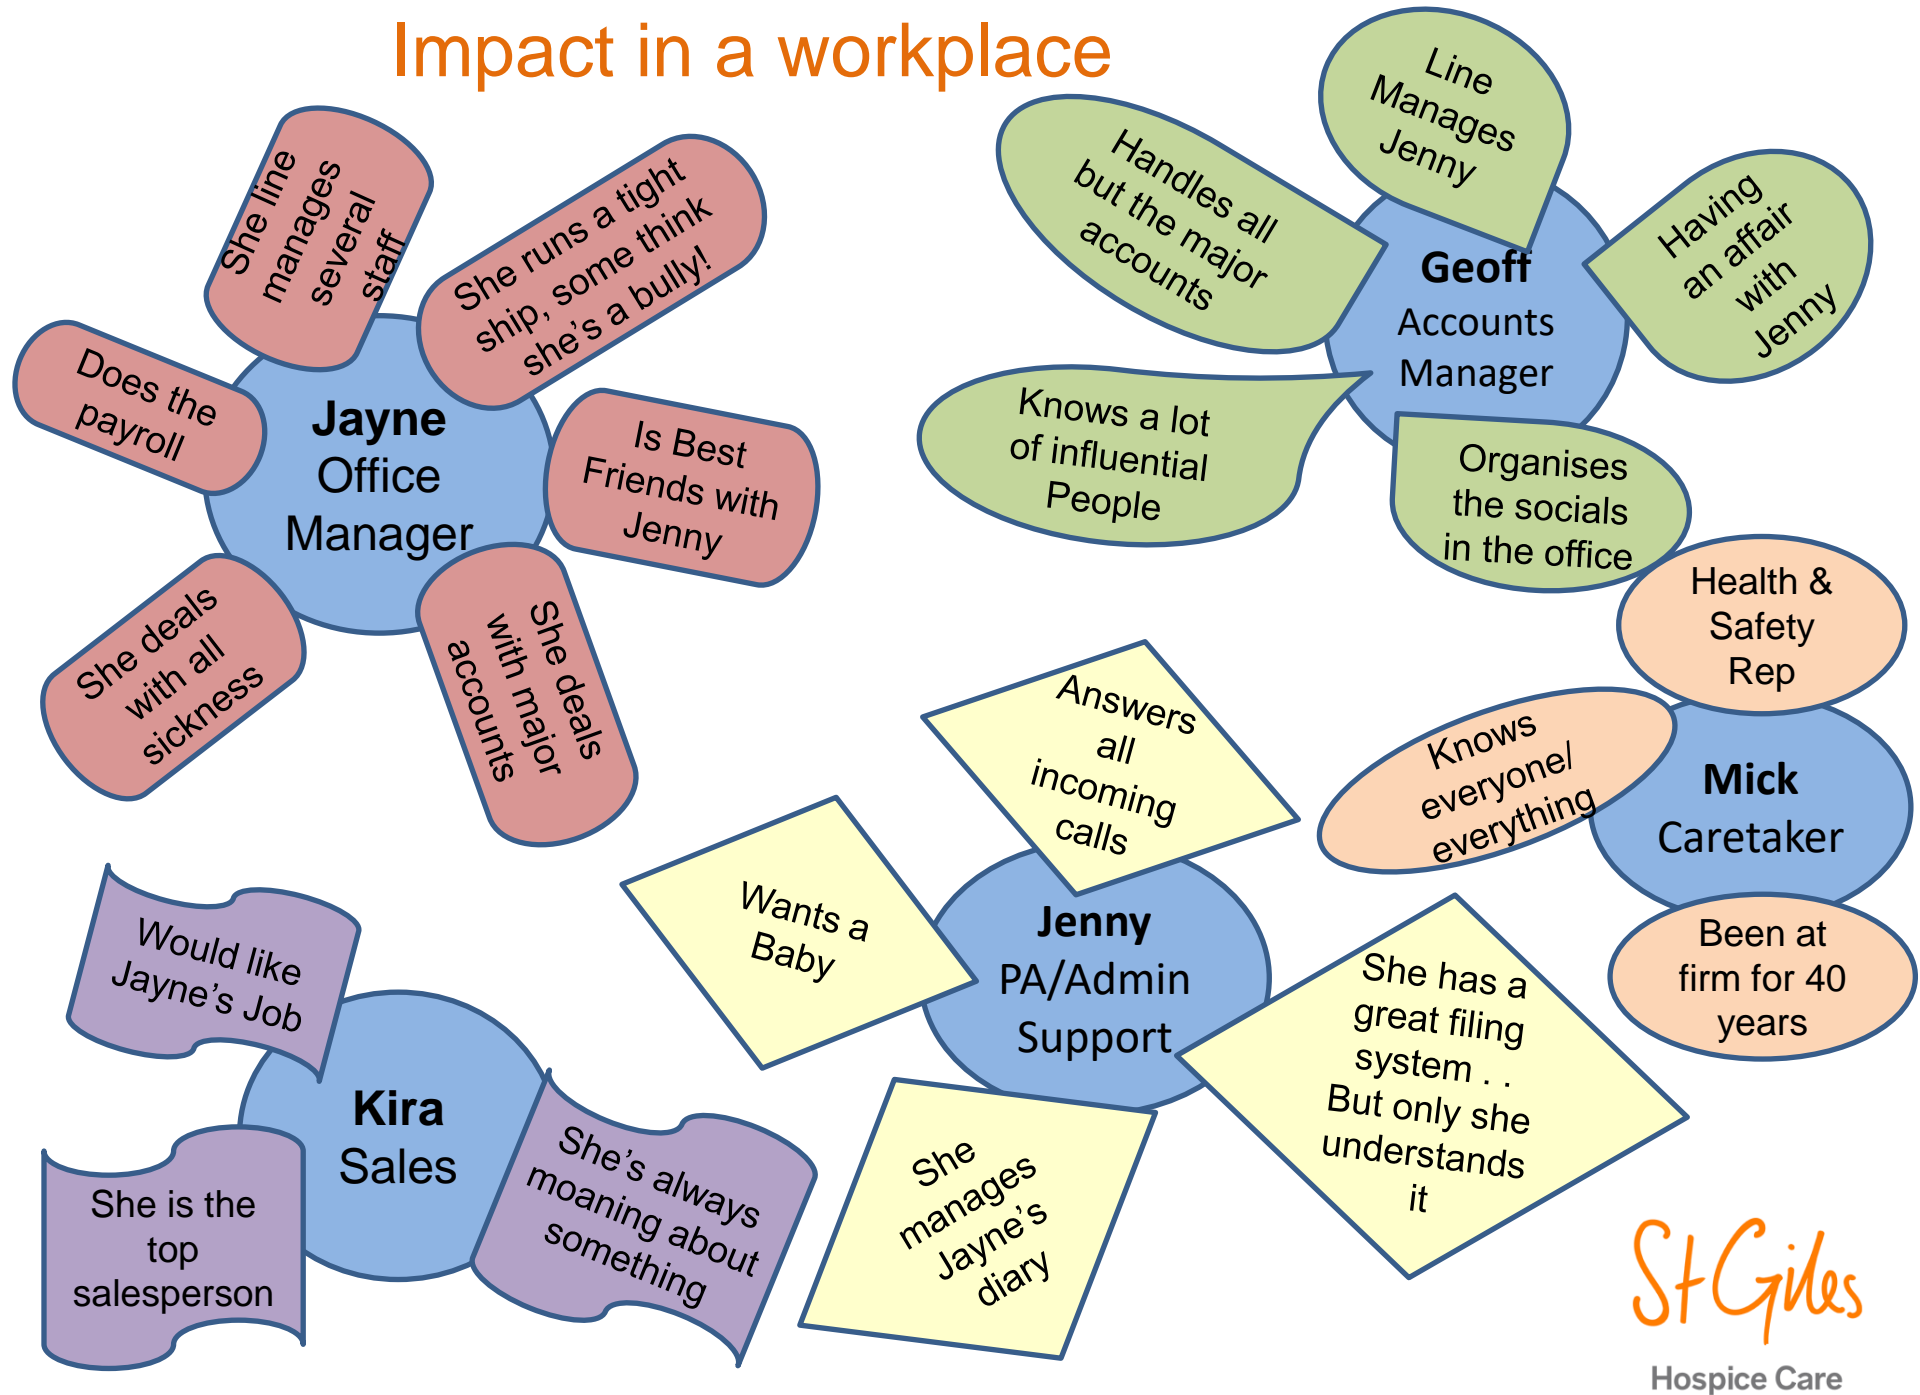 Impact in a workplace
She line
manages
several
staff
She runs a tight
ship, some think
she's a bully!
Does the
payroll
Jayne
Office
Manager
Is Best
Friends with
Jenny
She deals
with all
sickness
She deals
with major
accounts
Line
Manages
Jenny
Handles all
but the major
accounts
Having
an affair
with
Jenny
Geoff
Accounts
Manager
Knows a lot
of influential
People
Organises
the socials
in the office
Health &
Safety
Rep
Knows
everyone/
everything
Mick
Caretaker
Been at
firm for 40
years
Answers
all
incoming
calls
Wants a
Baby
Jenny
PA/Admin
Support
She has a
great filing
system . .
But only she
understands
it
She
manages
Jayne's
diary
Would like
Jayne's Job
Kira
Sales
She is the
top
salesperson
She's always
moaning about
something
St Giles
Hospice Care